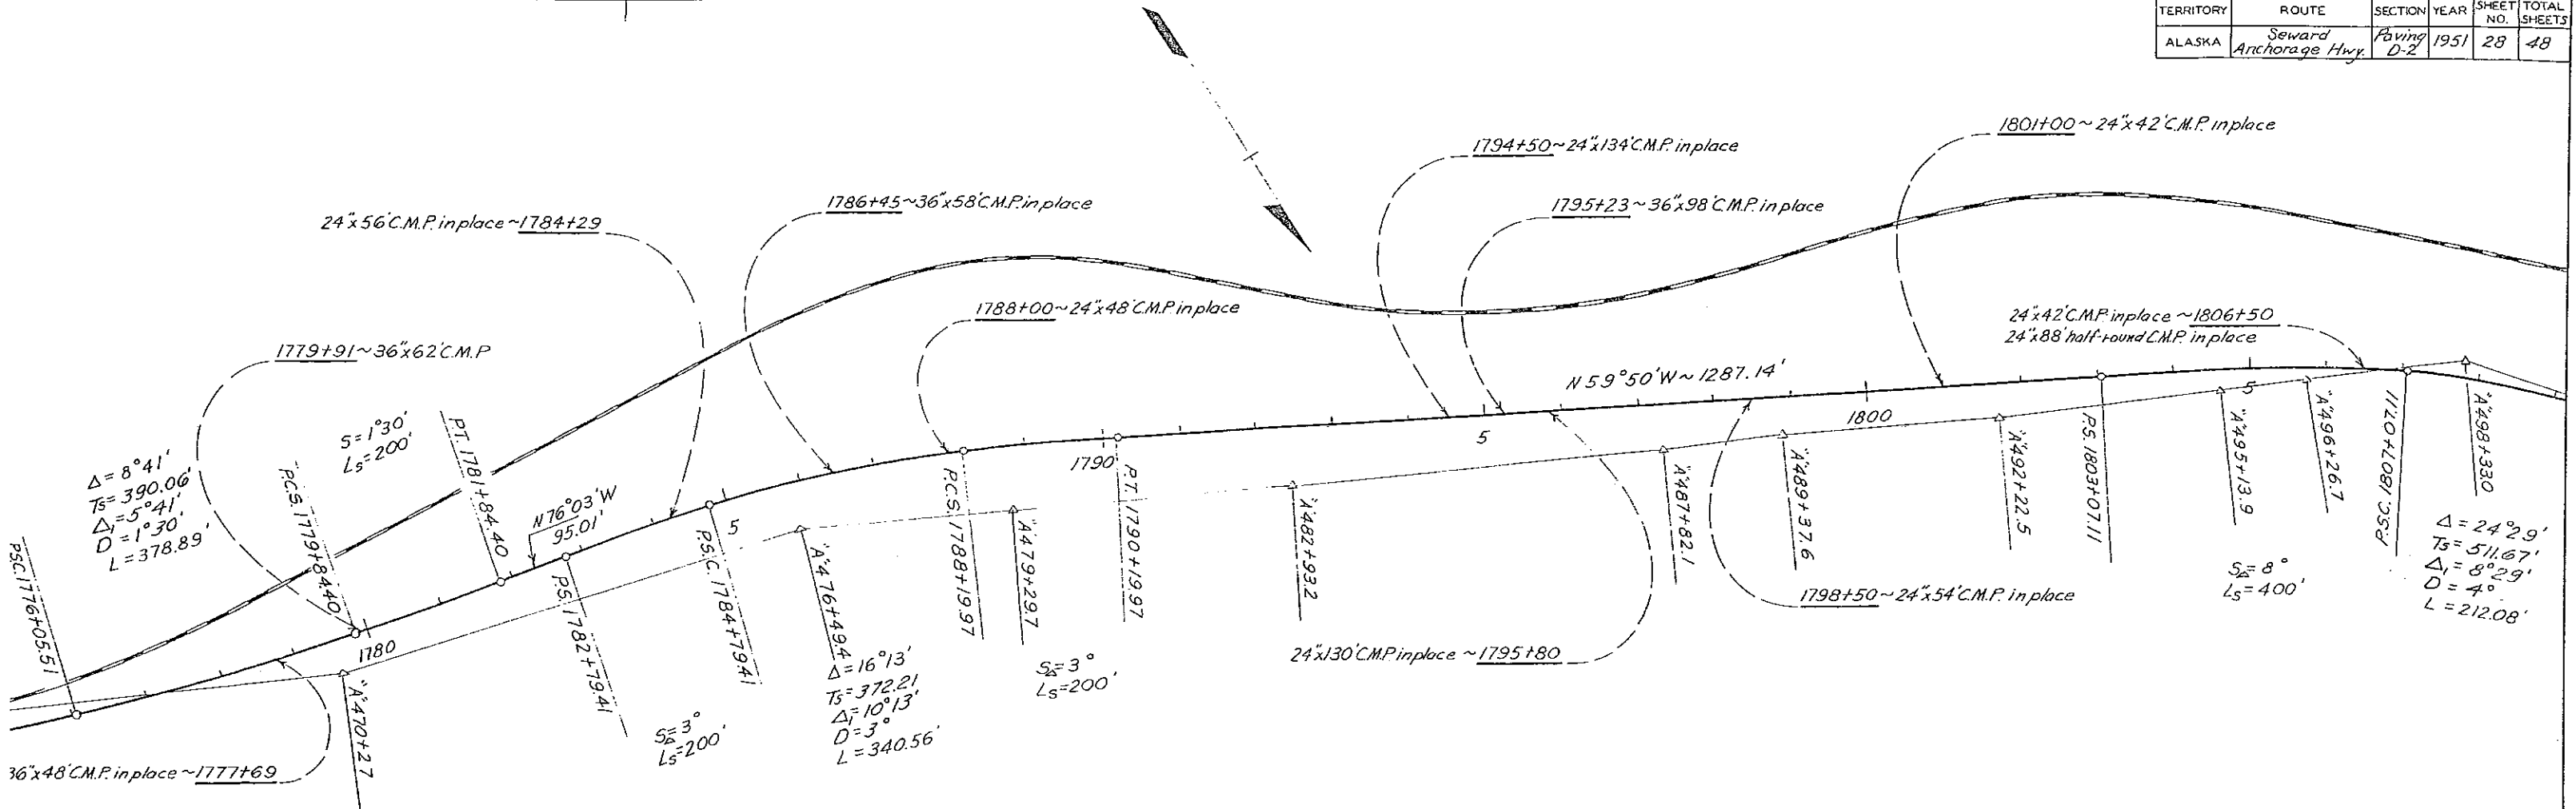 TERRITORY ROUTE SECTION YEAR SHEET NO. TOTAL SHEETS
ALASKA Seward Anchorage Hwy. Paving D-2 1951 28 48
1801+00~24"x42'C.M.P. in place
1794+50~24"x134'C.M.P. in place
1786+45~36"x58'C.M.P. in place
1795+23~36"x98'C.M.P. in place
24"x56'C.M.P. in place~1784+29
1788+00~24"x48'C.M.P. in place
24"x42'C.M.P. in place~1806+50
24"x88' half-round C.M.P. in place
1779+91~36"x62'C.M.P
N59°50'W~1287.14'
S=1°30'
Ls=200'
Δ=8°41'
Ts=390.06'
Δ₁=5°41'
D=1°30'
L=378.89'
P.S.C. 1776+05.51
P.C.S. 1779+84.40
P.T. 1781+84.40
N76°03'W
95.01'
P.S. 1782+79.41
P.S.C. 1784+79.41
5
1780
"A"470+27
"A"476+49.4
Δ=16°13'
Ts=372.21
Δ₁=10°13'
D=3°
L=340.56'
SΔ=3°
Ls=200'
P.C.S. 1788+19.97
"A"479+29.7
SΔ=3°
Ls=200'
1790
P.T. 1790+19.97
"A"482+93.2
5
1800
"A"487+82.1
"A"489+37.6
"A"492+22.5
P.S. 1803+07.11
5
"A"495+13.9
"A"496+26.7
P.S.C. 1807+07.11
"A"498+33.0
Δ=24°29'
Ts=511.67'
Δ₁=8°29'
D=4°
L=212.08'
SΔ=8°
Ls=400'
1798+50~24"x54'C.M.P. in place
24"x130'C.M.P. in place~1795+80
36"x48'C.M.P. in place~1777+69